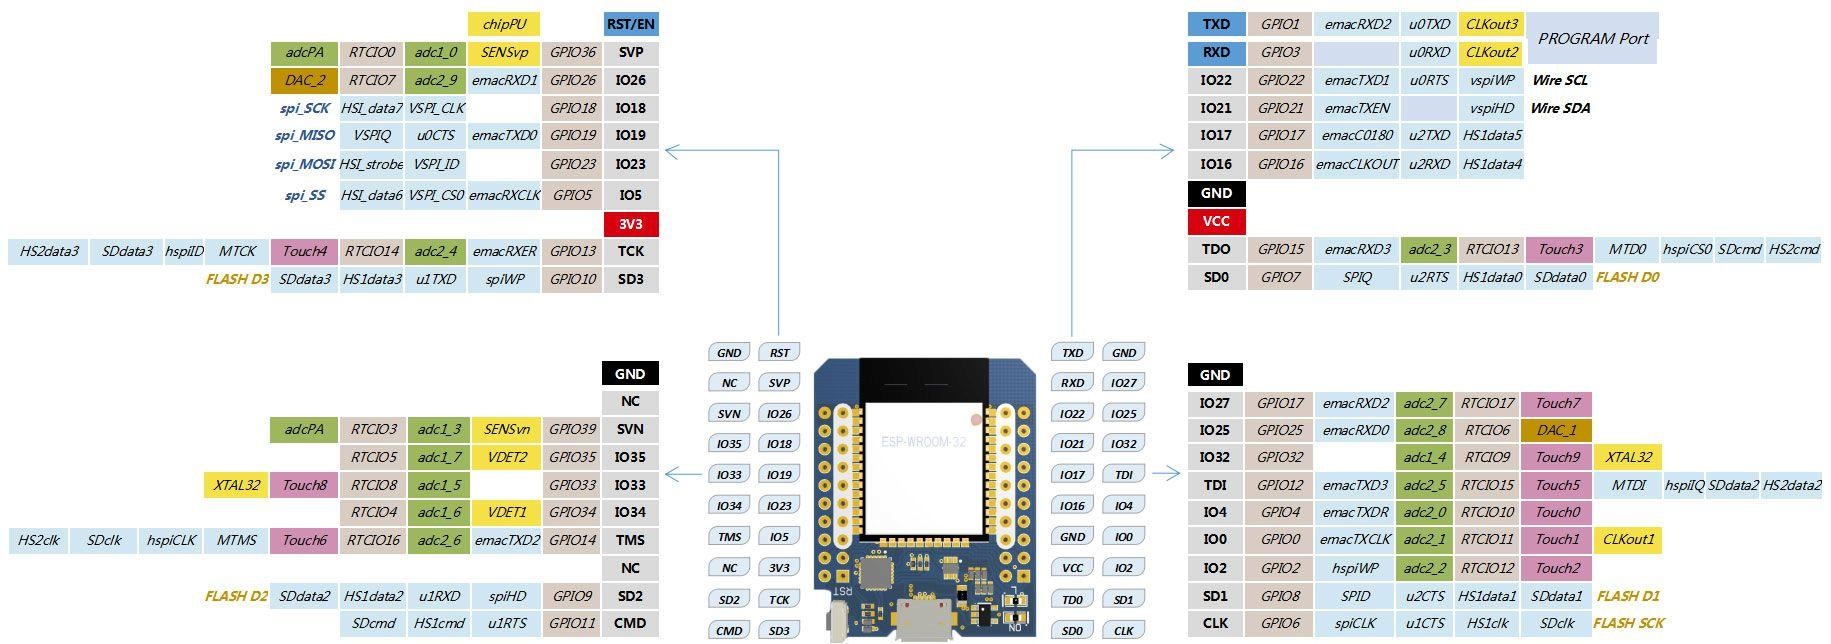 chipPU RST/EN
adcPA RTCIO0 adc1_0 SENSvp GPIO36 SVP
DAC_2 RTCIO7 adc2_9 emacRXD1 GPIO26 IO26
spi_SCK HSI_data7 VSPI_CLK GPIO18 IO18
spi_MISO VSPIQ u0CTS emacTXD0 GPIO19 IO19
spi_MOSI HSI_strobe VSPI_ID GPIO23 IO23
spi_SS HSI_data6 VSPI_CS0 emacRXCLK GPIO5 IO5
3V3
HS2data3 SDdata3 hspiID MTCK Touch4 RTCIO14 adc2_4 emacRXER GPIO13 TCK
FLASH D3 SDdata3 HS1data3 u1TXD spiWP GPIO10 SD3
TXD GPIO1 emacRXD2 u0TXD CLKout3 PROGRAM Port
RXD GPIO3 u0RXD CLKout2
IO22 GPIO22 emacTXD1 u0RTS vspiWP Wire SCL
IO21 GPIO21 emacTXEN vspiHD Wire SDA
IO17 GPIO17 emacC0180 u2TXD HS1data5
IO16 GPIO16 emacCLKOUT u2RXD HS1data4
GND
VCC
TDO GPIO15 emacRXD3 adc2_3 RTCIO13 Touch3 MTD0 hspiCS0 SDcmd HS2cmd
SD0 GPIO7 SPIQ u2RTS HS1data0 SDdata0 FLASH D0
GND
NC
adcPA RTCIO3 adc1_3 SENSvn GPIO39 SVN
RTCIO5 adc1_7 VDET2 GPIO35 IO35
XTAL32 Touch8 RTCIO8 adc1_5 GPIO33 IO33
RTCIO4 adc1_6 VDET1 GPIO34 IO34
HS2clk SDclk hspiCLK MTMS Touch6 RTCIO16 adc2_6 emacTXD2 GPIO14 TMS
NC
FLASH D2 SDdata2 HS1data2 u1RXD spiHD GPIO9 SD2
SDcmd HS1cmd u1RTS GPIO11 CMD
GND RST
NC SVP
SVN IO26
IO35 IO18
IO33 IO19
IO34 IO23
TMS IO5
NC 3V3
SD2 TCK
CMD SD3
ESP-WROOM-32
RST
ON
L
TXD GND
RXD IO27
IO22 IO25
IO21 IO32
IO17 TDI
IO16 IO4
GND IO0
VCC IO2
TD0 SD1
SD0 CLK
GND
IO27 GPIO17 emacRXD2 adc2_7 RTCIO17 Touch7
IO25 GPIO25 emacRXD0 adc2_8 RTCIO6 DAC_1
IO32 GPIO32 adc1_4 RTCIO9 Touch9 XTAL32
TDI GPIO12 emacTXD3 adc2_5 RTCIO15 Touch5 MTDI hspiIQ SDdata2 HS2data2
IO4 GPIO4 emacTXDR adc2_0 RTCIO10 Touch0
IO0 GPIO0 emacTXCLK adc2_1 RTCIO11 Touch1 CLKout1
IO2 GPIO2 hspiWP adc2_2 RTCIO12 Touch2
SD1 GPIO8 SPID u2CTS HS1data1 SDdata1 FLASH D1
CLK GPIO6 spiCLK u1CTS HS1clk SDclk FLASH SCK